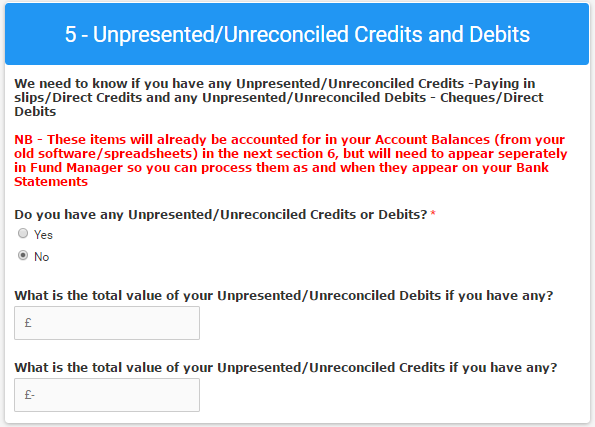 5 - Unpresented/Unreconciled Credits and Debits
We need to know if you have any Unpresented/Unreconciled Credits -Paying in
slips/Direct Credits and any Unpresented/Unreconciled Debits - Cheques/Direct
Debits
NB - These items will already be accounted for in your Account Balances (from your
old software/spreadsheets) in the next section 6, but will need to appear seperately
in Fund Manager so you can process them as and when they appear on your Bank
Statements
Do you have any Unpresented/Unreconciled Credits or Debits? *
Yes
No
What is the total value of your Unpresented/Unreconciled Debits if you have any?
£
What is the total value of your Unpresented/Unreconciled Credits if you have any?
£-